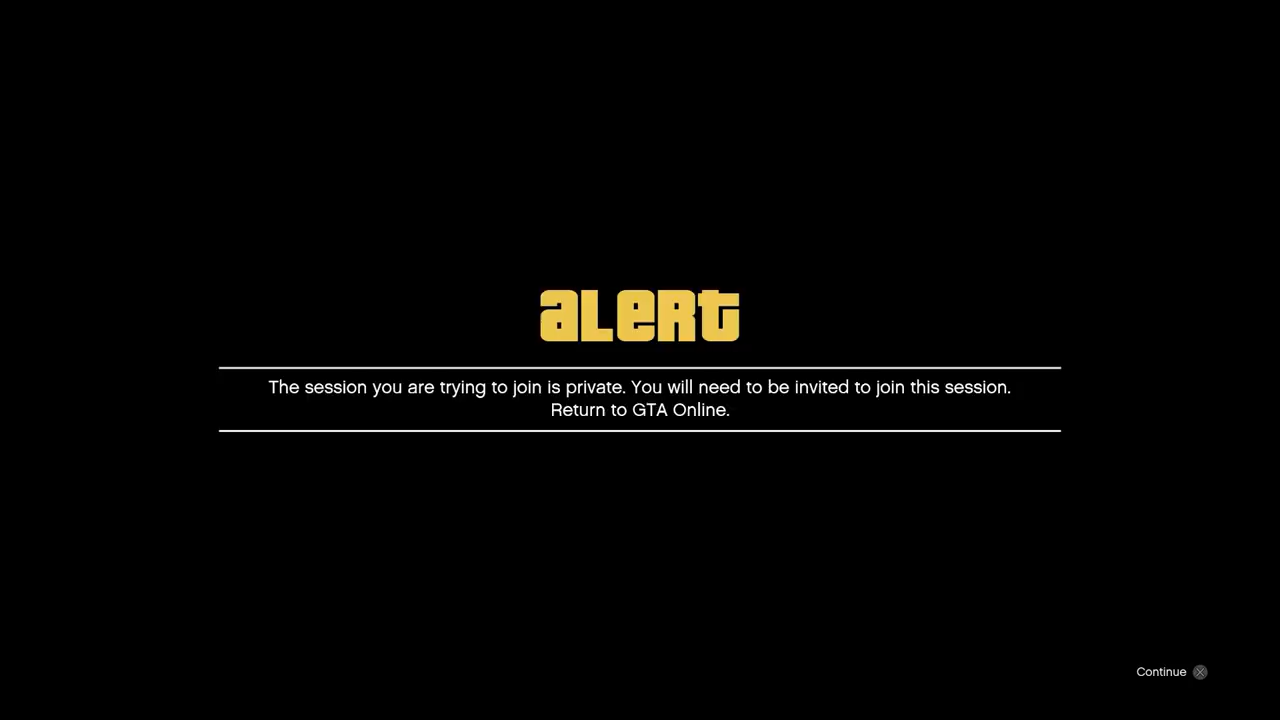 aLeRt
The session you are trying to join is private. You will need to be invited to join this session.
Return to GTA Online.
Continue